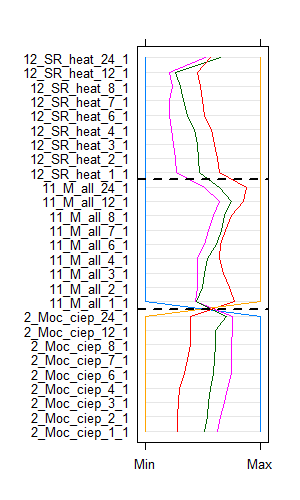 12_SR_heat_24_1
12_SR_heat_12_1
12_SR_heat_8_1
12_SR_heat_7_1
12_SR_heat_6_1
12_SR_heat_4_1
12_SR_heat_3_1
12_SR_heat_2_1
12_SR_heat_1_1
11_M_all_24_1
11_M_all_12_1
11_M_all_8_1
11_M_all_7_1
11_M_all_6_1
11_M_all_4_1
11_M_all_3_1
11_M_all_2_1
11_M_all_1_1
2_Moc_ciep_24_1
2_Moc_ciep_12_1
2_Moc_ciep_8_1
2_Moc_ciep_7_1
2_Moc_ciep_6_1
2_Moc_ciep_4_1
2_Moc_ciep_3_1
2_Moc_ciep_2_1
2_Moc_ciep_1_1
Min Max